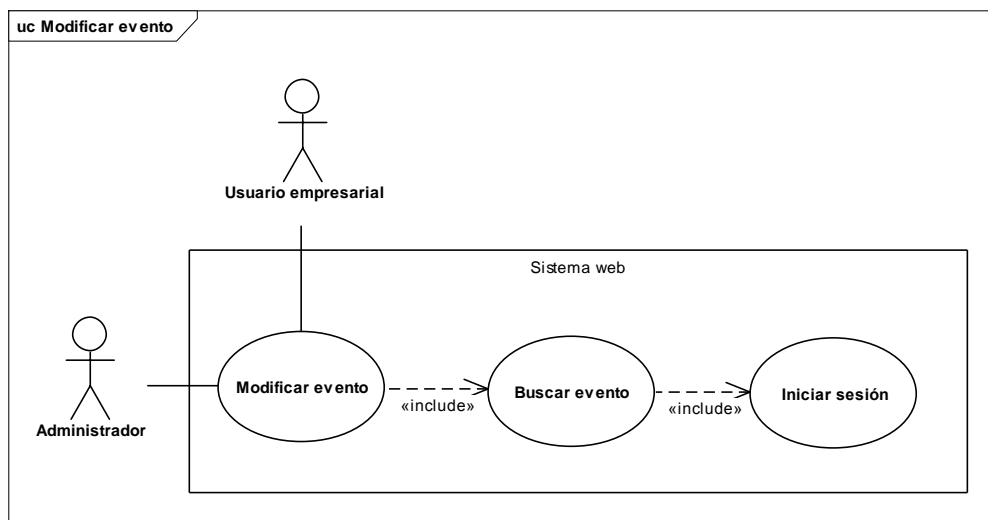 uc Modificar evento
Usuario empresarial
Sistema web
Administrador
Modificar evento
«include»
Buscar evento
«include»
Iniciar sesión